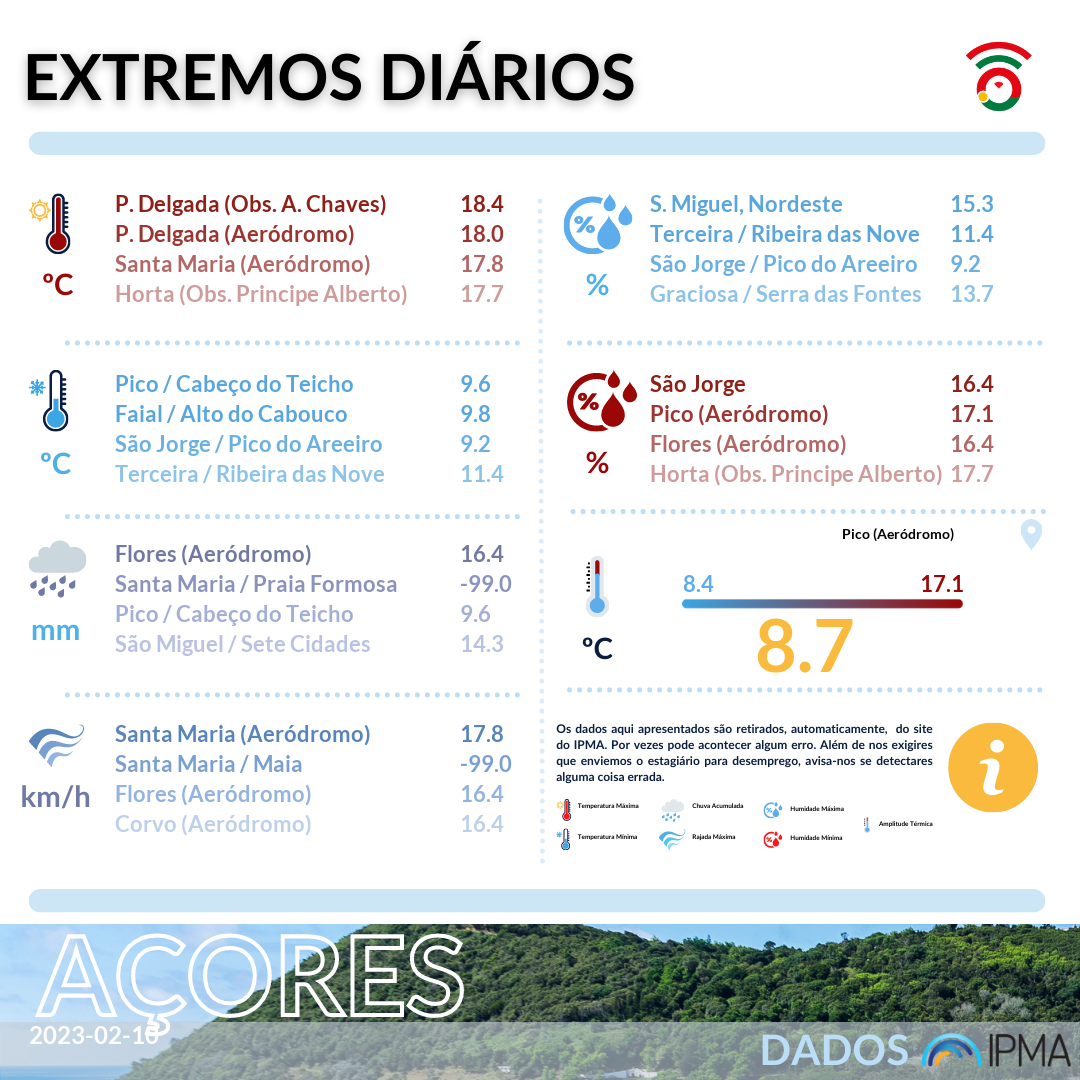 EXTREMOS DIÁRIOS
P. Delgada (Obs. A. Chaves) 18.4
P. Delgada (Aeródromo) 18.0
Santa Maria (Aeródromo) 17.8
Horta (Obs. Principe Alberto) 17.7
ºC
S. Miguel, Nordeste 15.3
Terceira / Ribeira das Nove 11.4
São Jorge / Pico do Areeiro 9.2
Graciosa / Serra das Fontes 13.7
%
%
Pico / Cabeço do Teicho 9.6
Faial / Alto do Cabouco 9.8
São Jorge / Pico do Areeiro 9.2
Terceira / Ribeira das Nove 11.4
ºC
São Jorge 16.4
Pico (Aeródromo) 17.1
Flores (Aeródromo) 16.4
Horta (Obs. Principe Alberto) 17.7
%
%
Flores (Aeródromo) 16.4
Santa Maria / Praia Formosa -99.0
Pico / Cabeço do Teicho 9.6
São Miguel / Sete Cidades 14.3
mm
Pico (Aeródromo)
8.4 17.1
8.7
ºC
Santa Maria (Aeródromo) 17.8
Santa Maria / Maia -99.0
Flores (Aeródromo) 16.4
Corvo (Aeródromo) 16.4
km/h
Os dados aqui apresentados são retirados, automaticamente, do site
do IPMA. Por vezes pode acontecer algum erro. Além de nos exigires
que enviemos o estagiário para desemprego, avisa-nos se detectares
alguma coisa errada.
i
Temperatura Máxima Chuva Acumulada Humidade Máxima
Amplitude Térmica
Temperatura Mínima Rajada Máxima Humidade Mínima
AÇORES
2023-02-10
DADOS IPMA